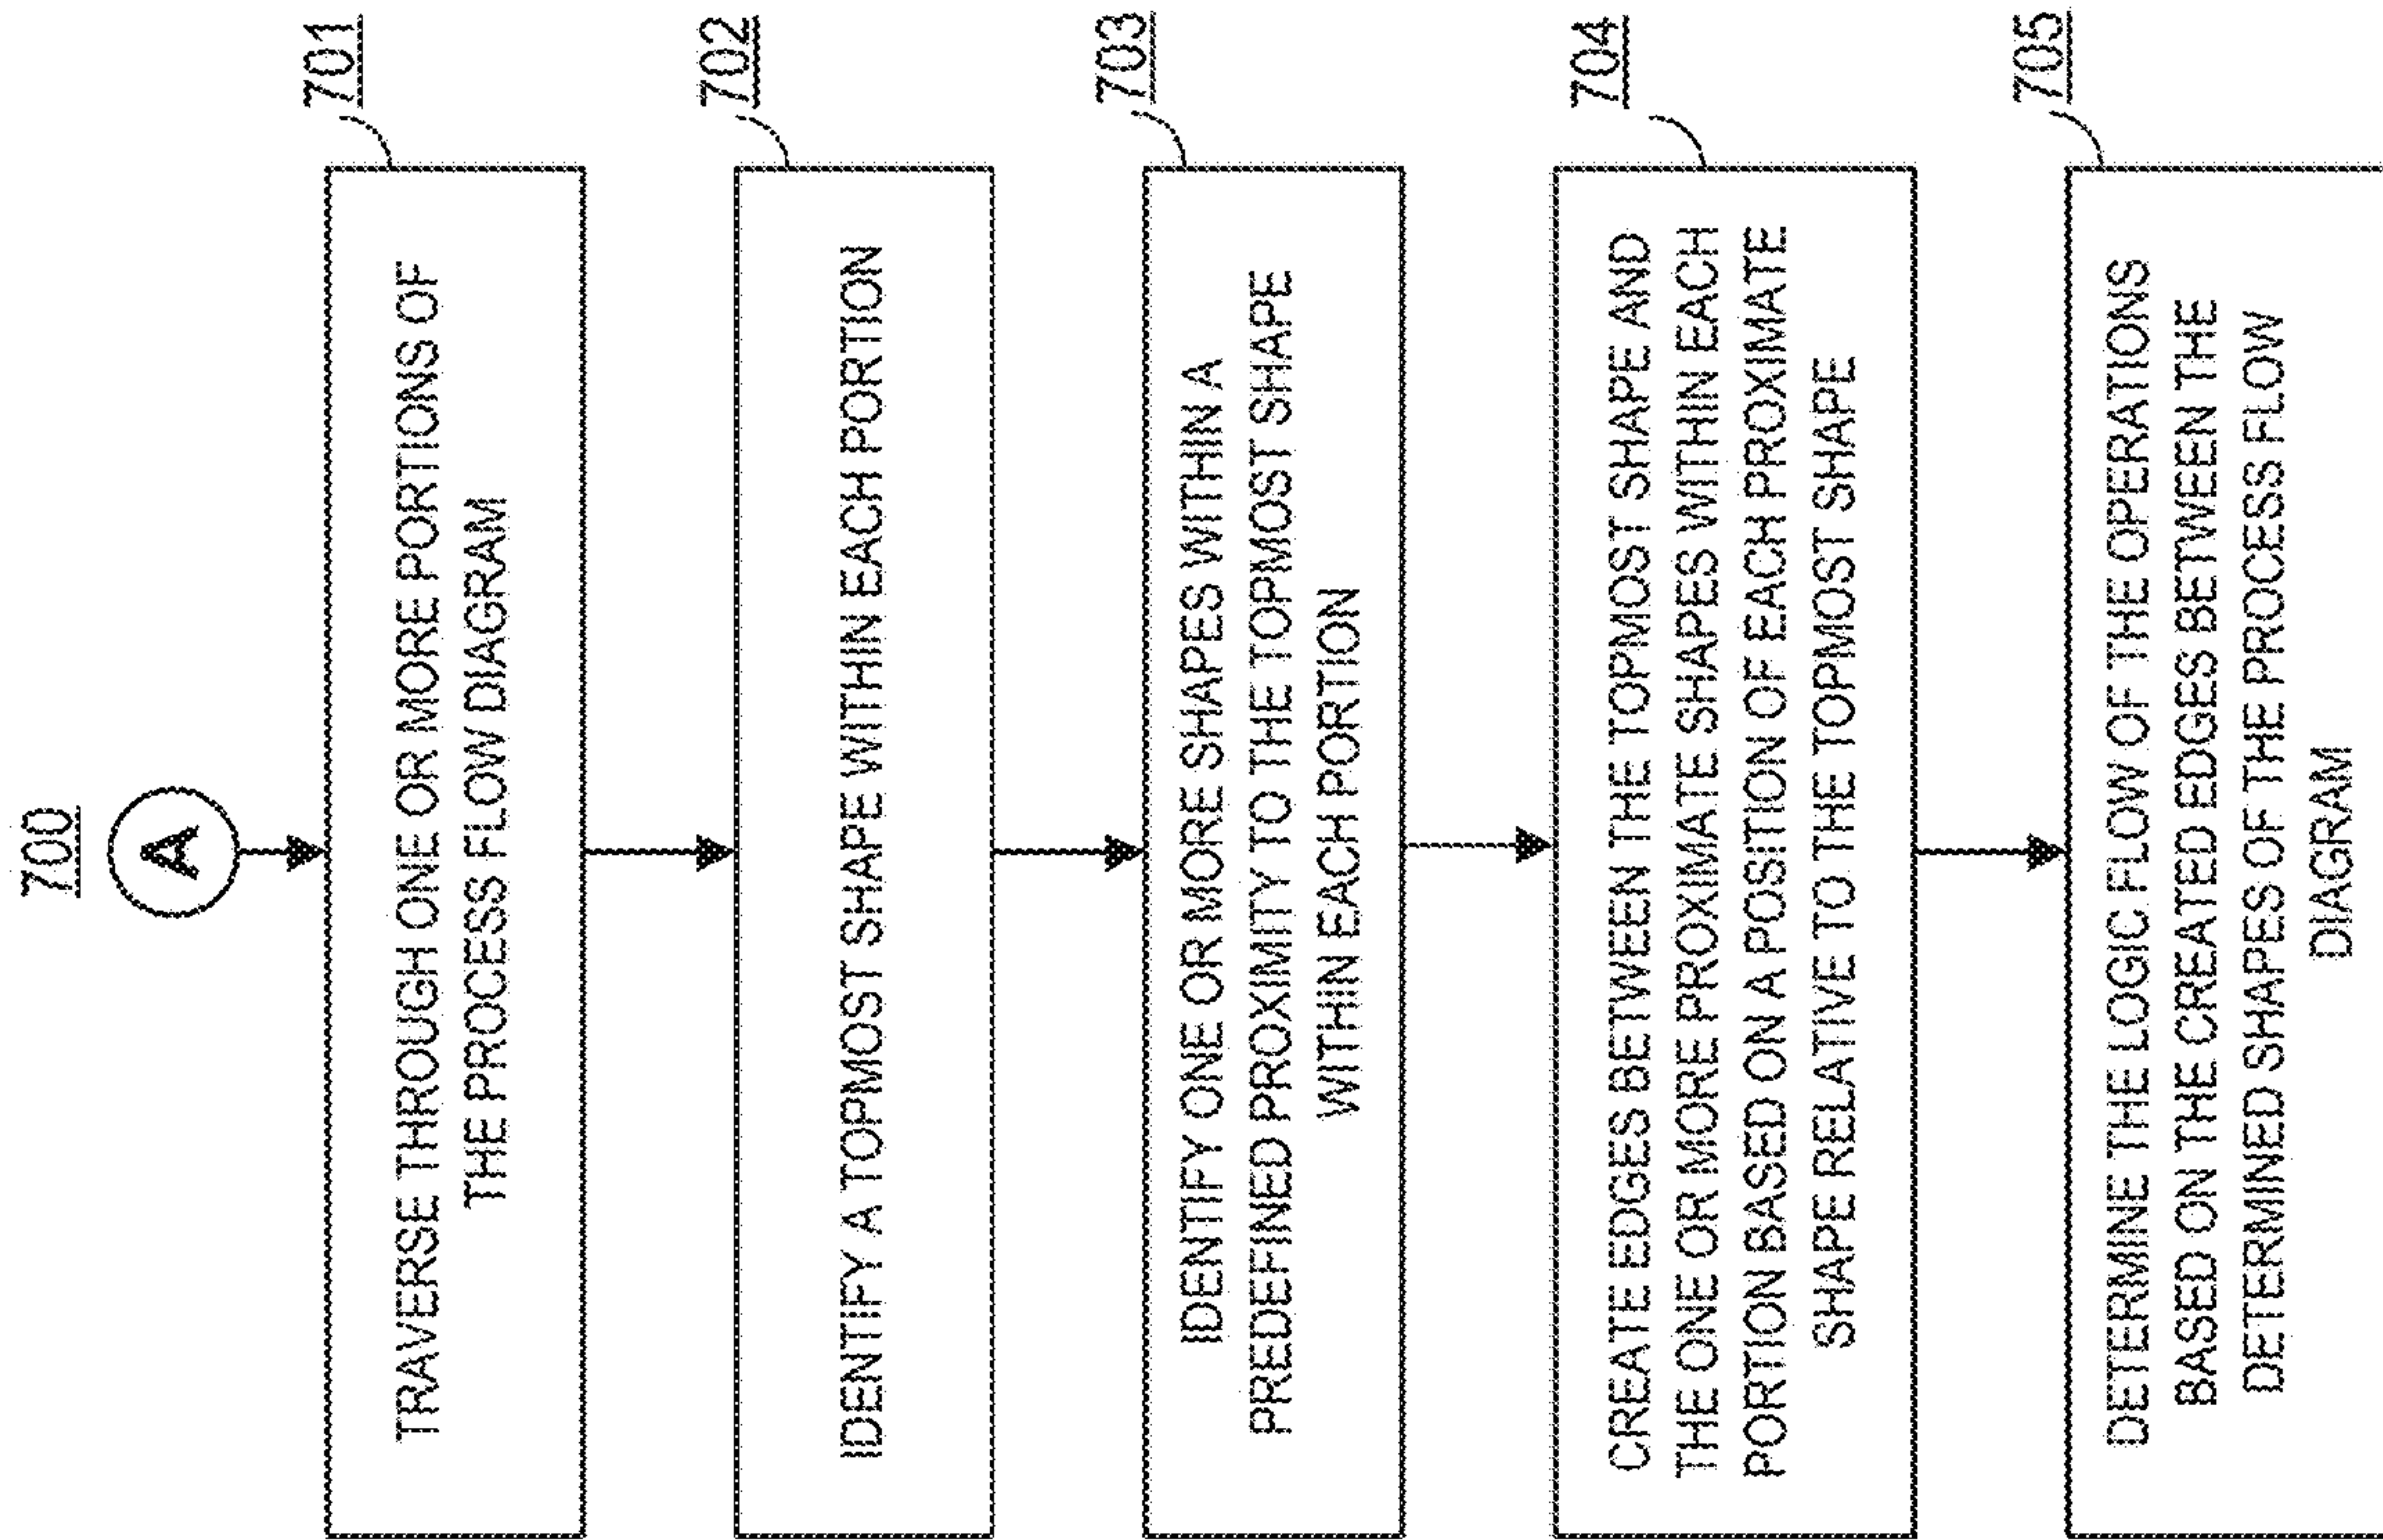 700
A
701
TRAVERSE THROUGH ONE OR MORE PORTIONS OF
THE PROCESS FLOW DIAGRAM
702
IDENTIFY A TOPMOST SHAPE WITHIN EACH PORTION
703
IDENTIFY ONE OR MORE SHAPES WITHIN A
PREDEFINED PROXIMITY TO THE TOPMOST SHAPE
WITHIN EACH PORTION
704
CREATE EDGES BETWEEN THE TOPMOST SHAPE AND
THE ONE OR MORE PROXIMATE SHAPES WITHIN EACH
PORTION BASED ON A POSITION OF EACH PROXIMATE
SHAPE RELATIVE TO THE TOPMOST SHAPE
705
DETERMINE THE LOGIC FLOW OF THE OPERATIONS
BASED ON THE CREATED EDGES BETWEEN THE
DETERMINED SHAPES OF THE PROCESS FLOW
DIAGRAM